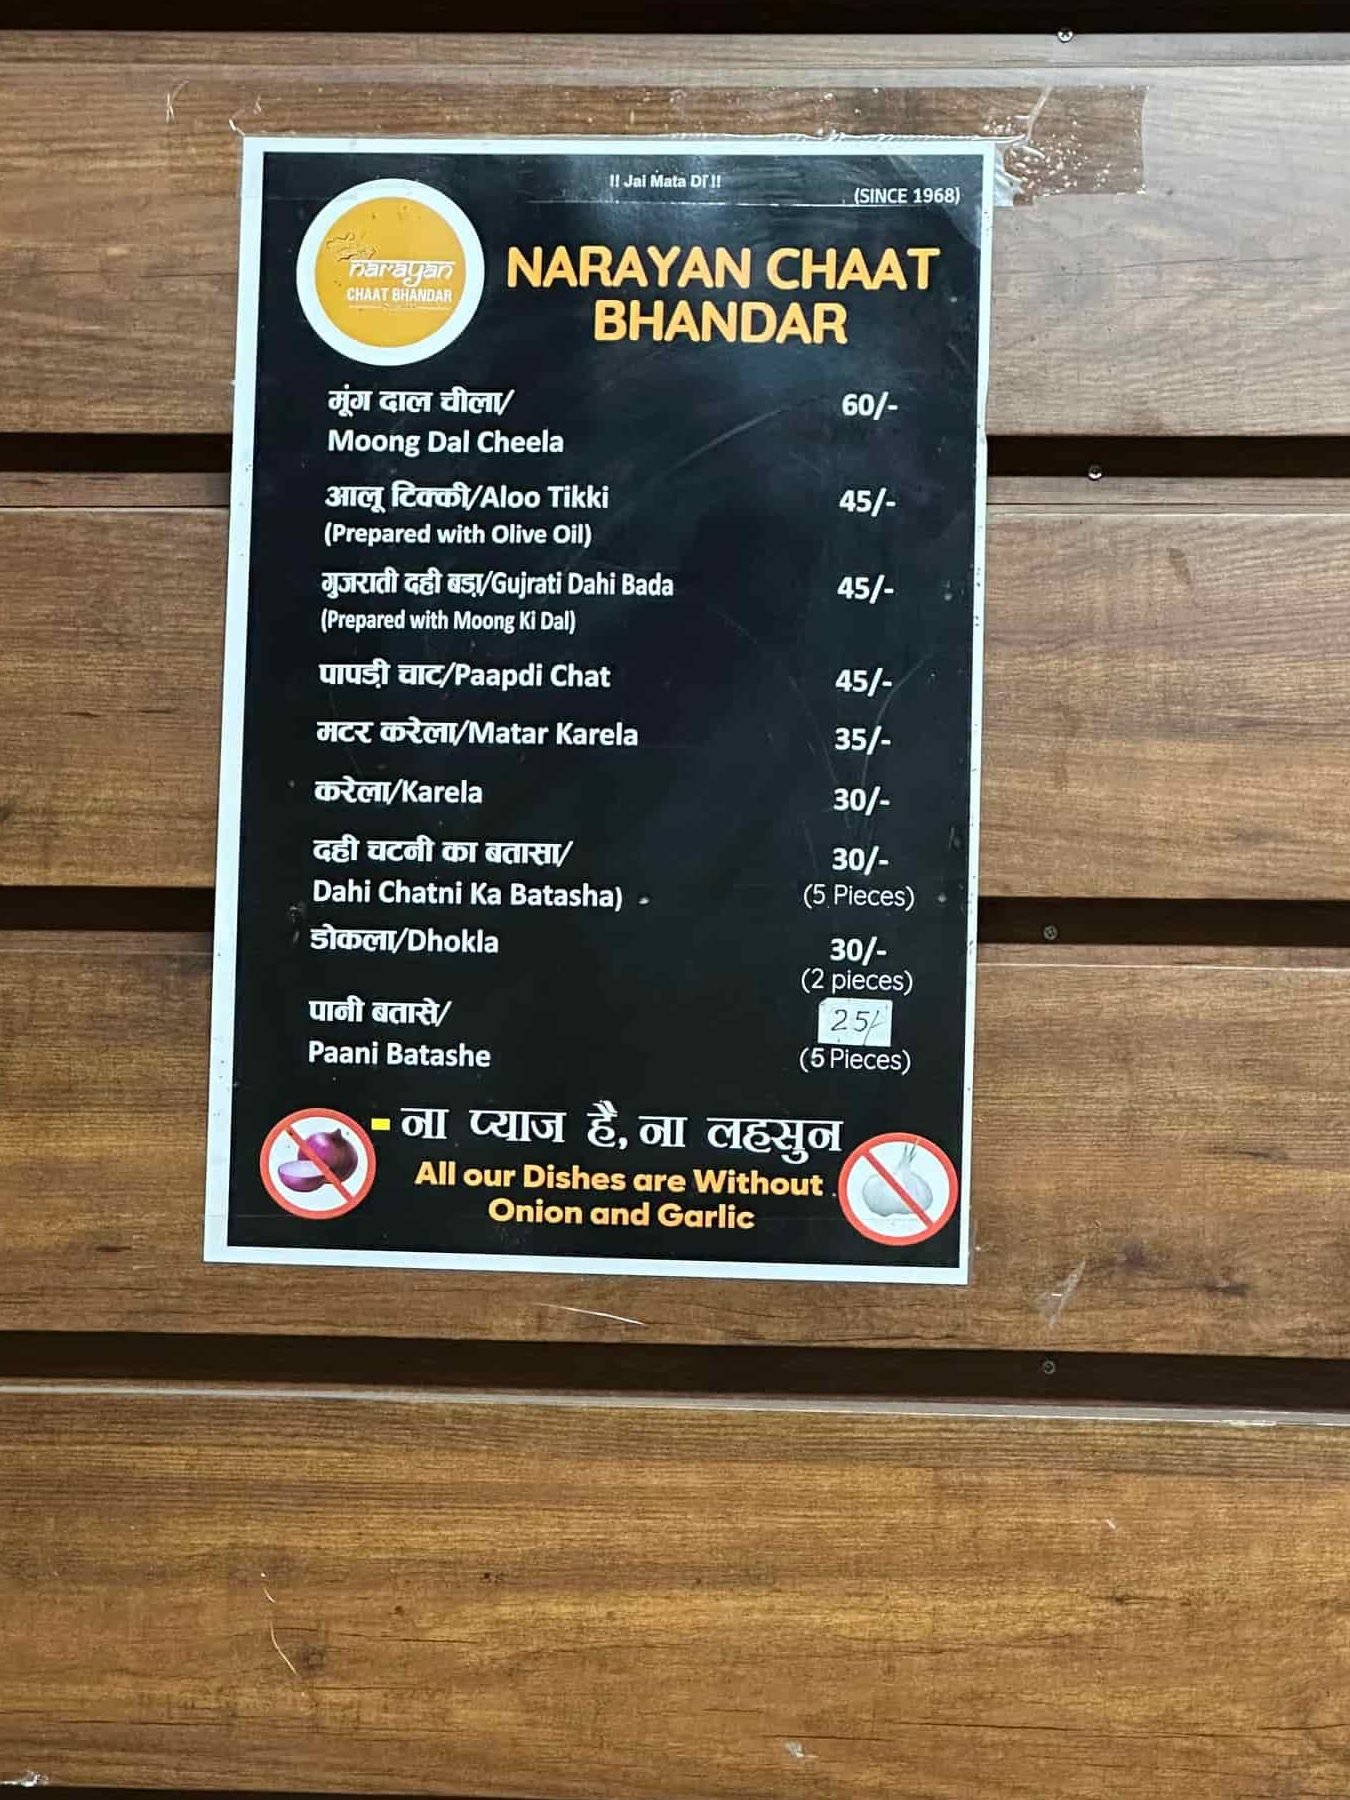 !! Jai Mata Di !!
(SINCE 1968)
narayan
CHAAT BHANDAR
NARAYAN CHAAT
BHANDAR
मूंग दाल चीला/ 60/-
Moong Dal Cheela
आलू टिक्की/Aloo Tikki 45/-
(Prepared with Olive Oil)
गुजराती दही बड़ा/Gujrati Dahi Bada 45/-
(Prepared with Moong Ki Dal)
पापड़ी चाट/Paapdi Chat 45/-
मटर करेला/Matar Karela 35/-
करेला/Karela 30/-
दही चटनी का बतासा/ 30/-
Dahi Chatni Ka Batasha) (5 Pieces)
डोकला/Dhokla 30/-
(2 pieces)
पानी बतासे/ 25/-
Paani Batashe (5 Pieces)
- ना प्याज है, ना लहसुन
All our Dishes are Without
Onion and Garlic